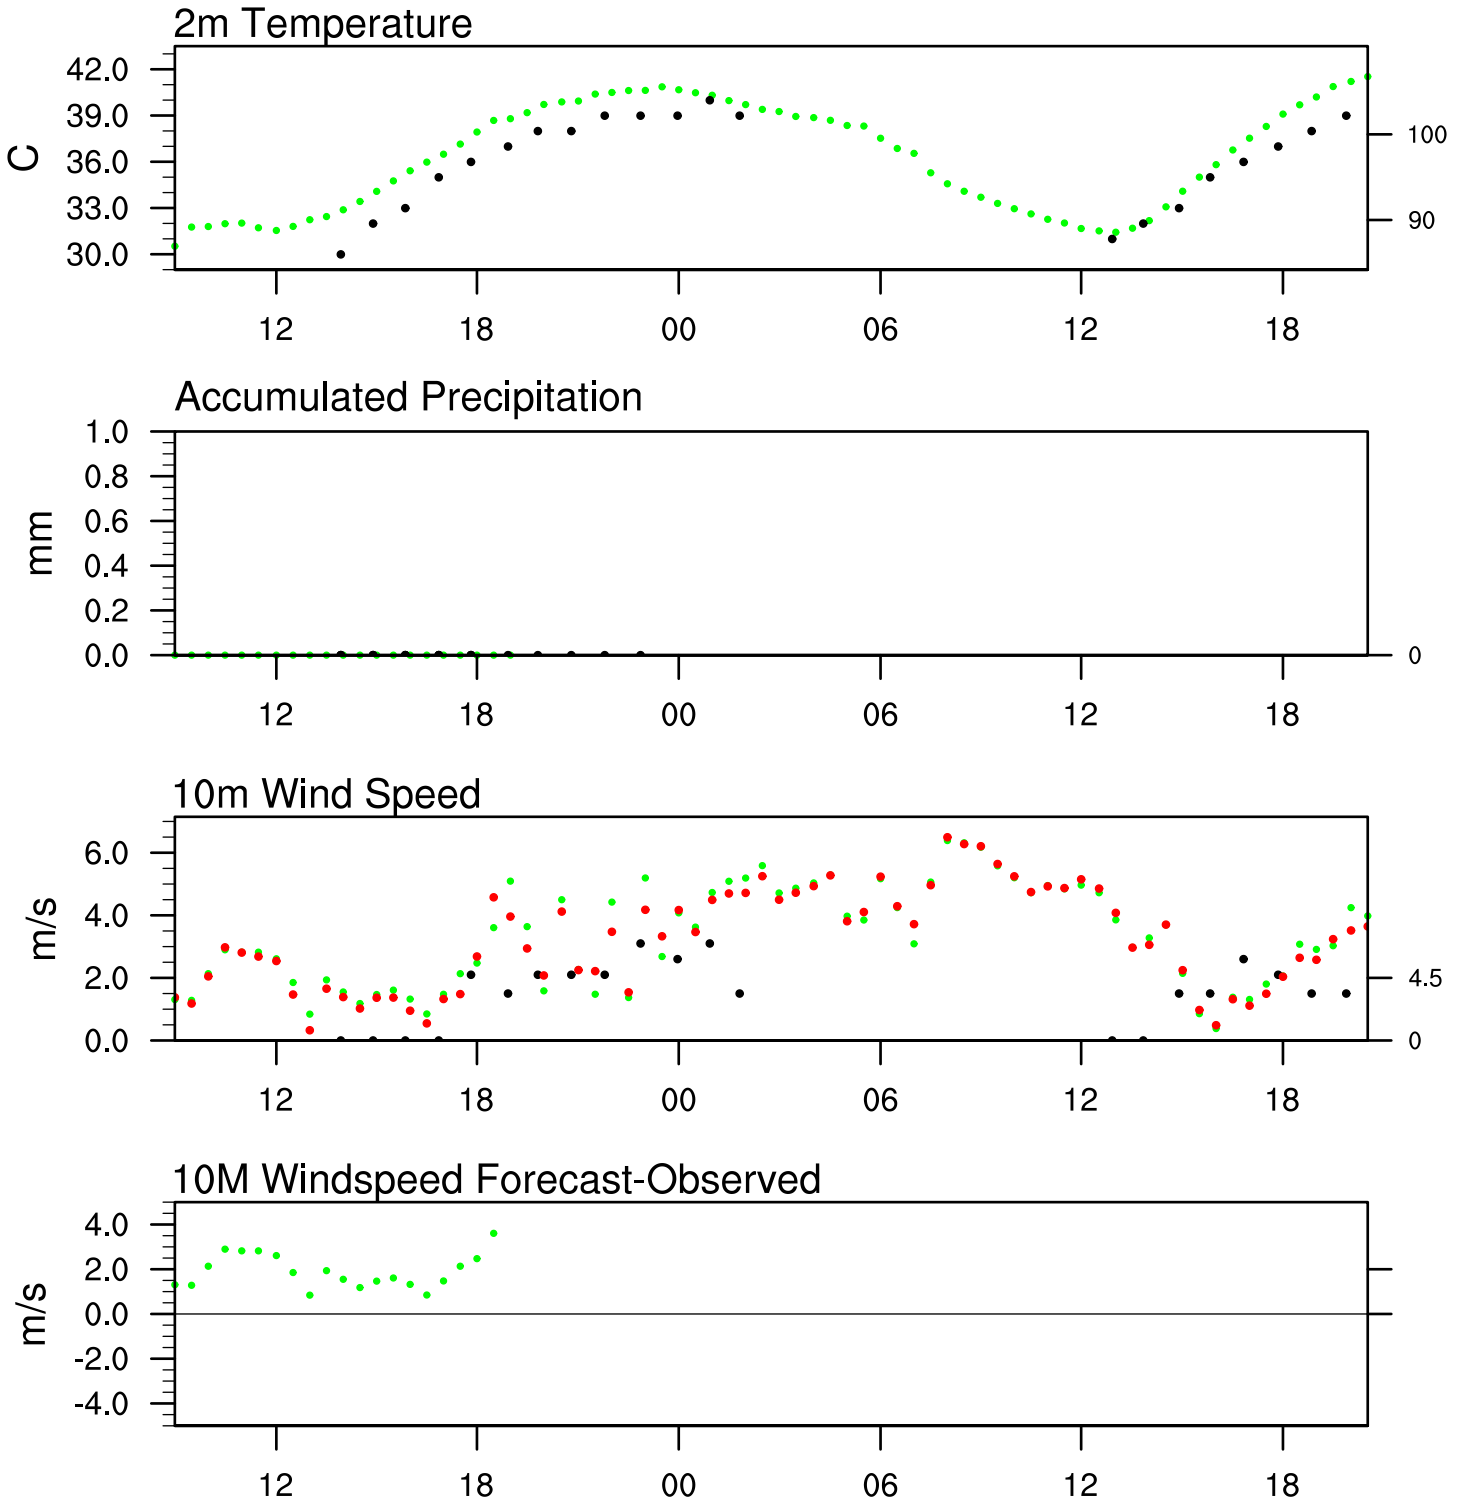 2m Temperature
42.0
39.0
36.0
33.0
30.0
C
100
90
12 18 00 06 12 18
Accumulated Precipitation
1.0
0.8
0.6
0.4
0.2
0.0
mm
0
12 18 00 06 12 18
10m Wind Speed
6.0
4.0
2.0
0.0
m/s
4.5
0
12 18 00 06 12 18
10M Windspeed Forecast-Observed
4.0
2.0
0.0
-2.0
-4.0
m/s
12 18 00 06 12 18